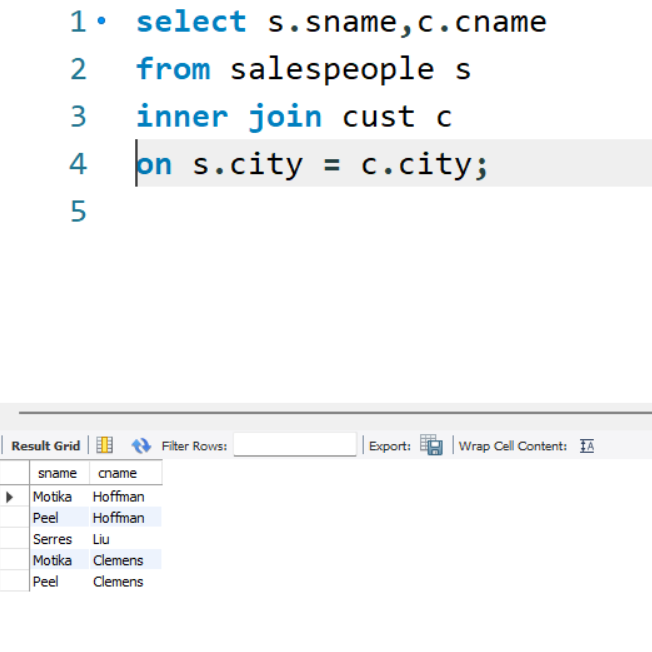 1 select s.sname,c.cname
2 from salespeople s
3 inner join cust c
4 on s.city = c.city;
5
Result Grid Filter Rows: Export: Wrap Cell Content:
sname cname
Motika Hoffman
Peel Hoffman
Serres Liu
Motika Clemens
Peel Clemens